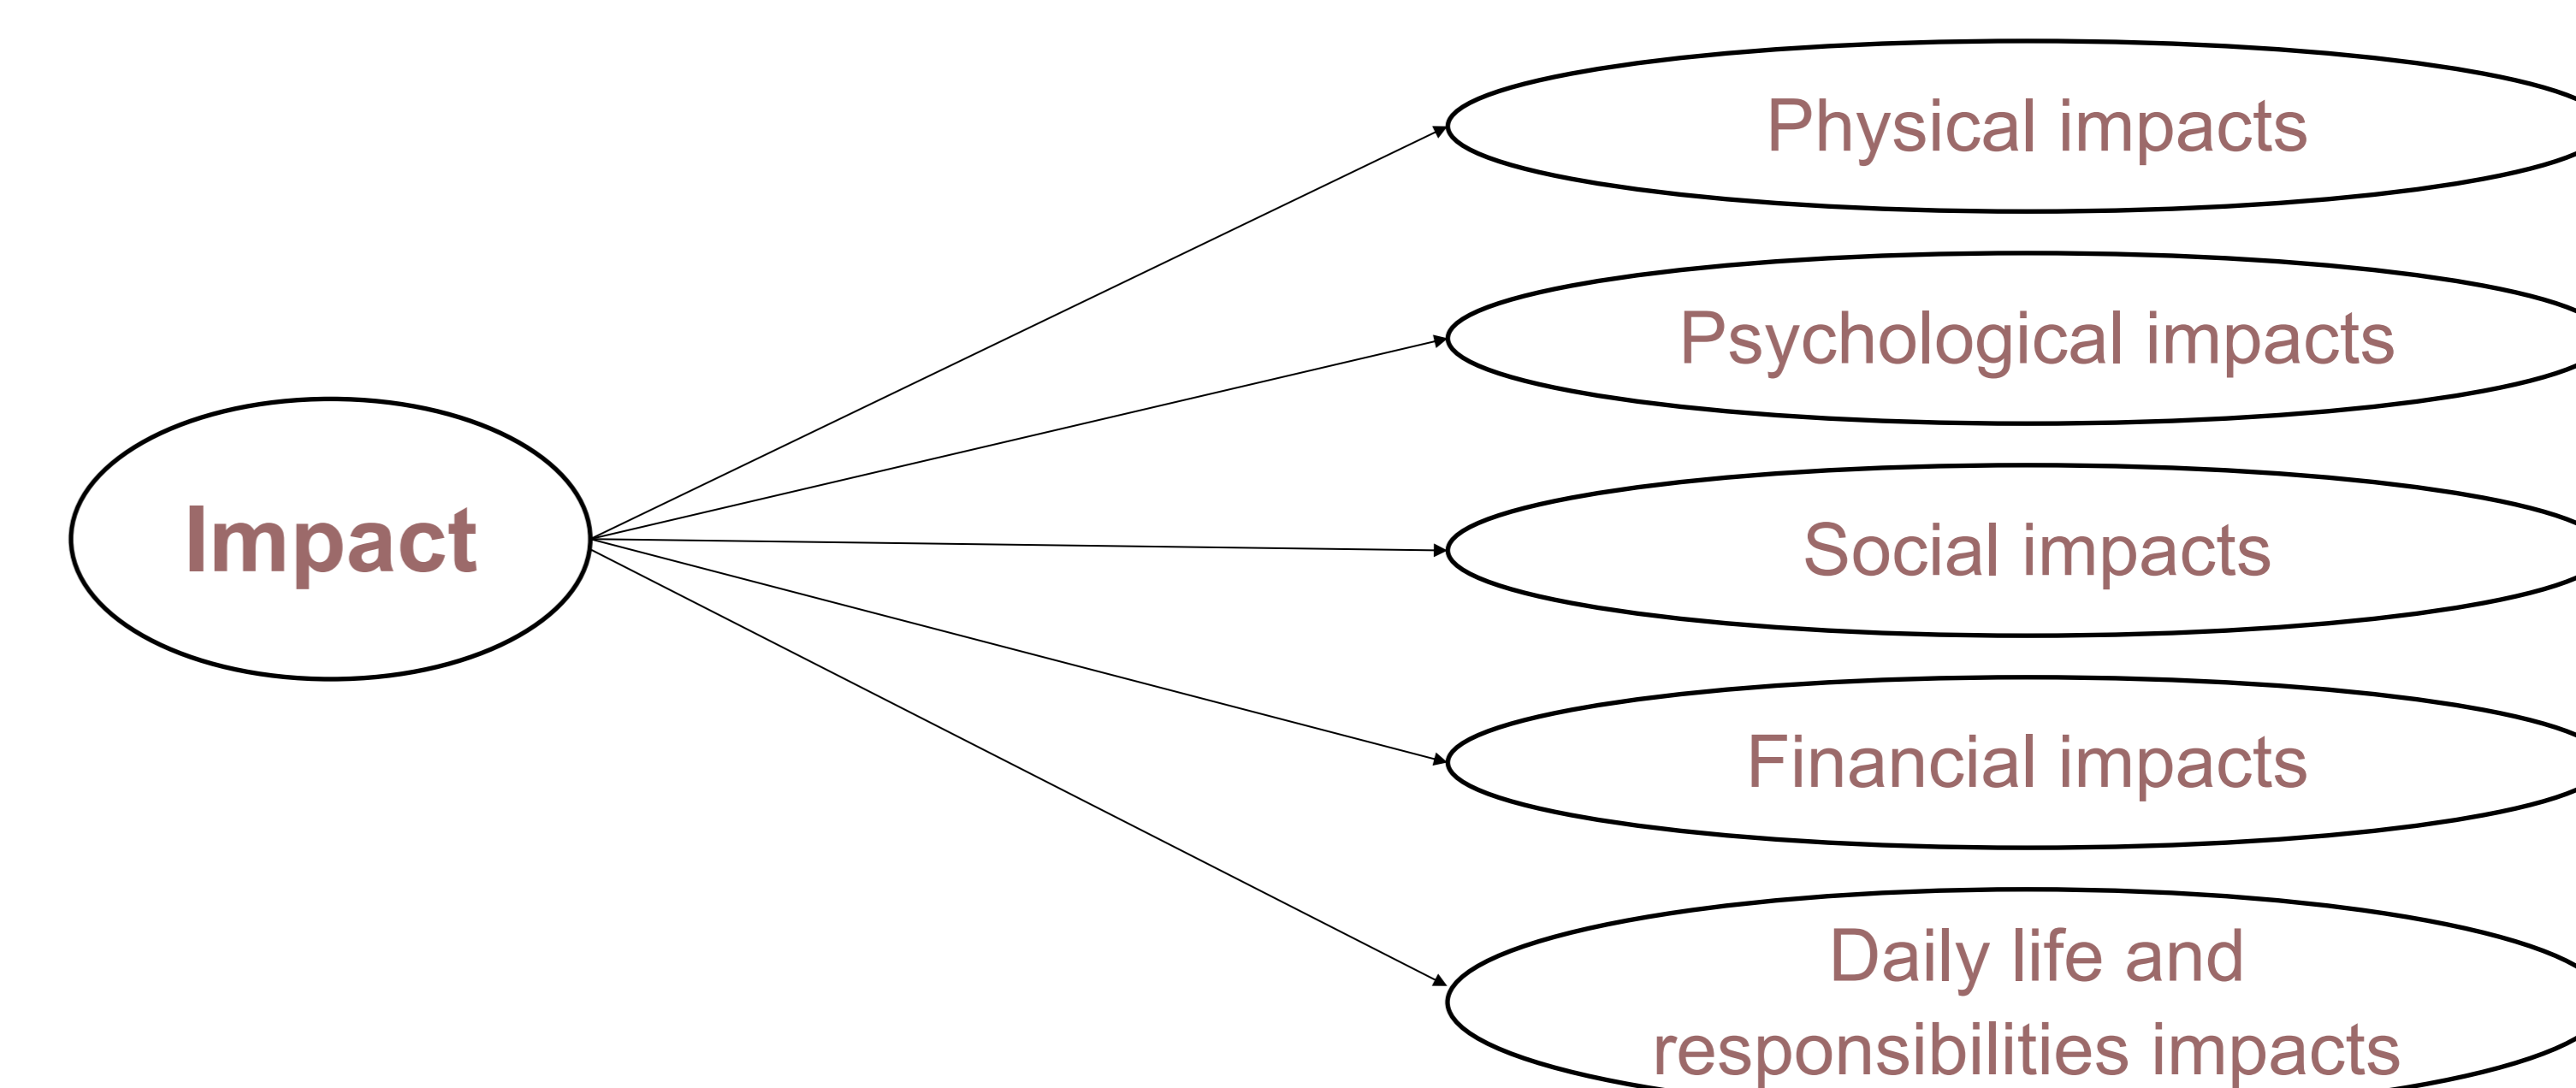 Physical impacts
Psychological impacts
Impact
Social impacts
Financial impacts
Daily life and
responsibilities impacts